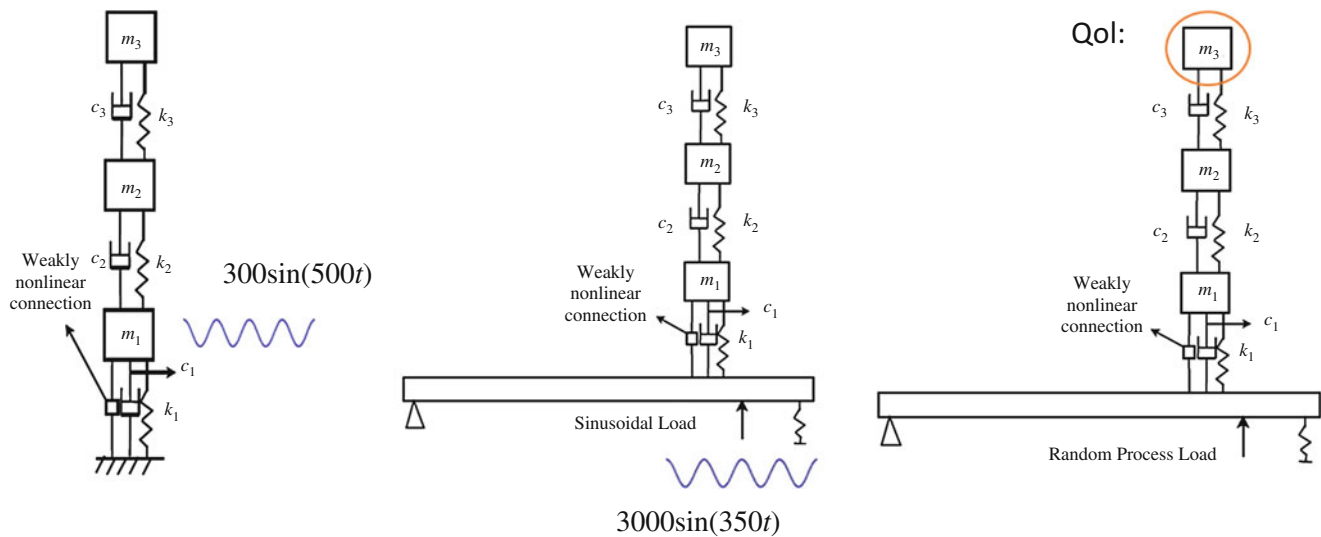 m3
c3
k3
m2
c2
k2
Weakly
nonlinear
connection
300sin(500t)
m1
c1
k1
m3
c3
k3
m2
c2
k2
Weakly
nonlinear
connection
m1
c1
k1
Sinusoidal Load
3000sin(350t)
QoI:
m3
c3
k3
m2
c2
k2
Weakly
nonlinear
connection
m1
c1
k1
Random Process Load